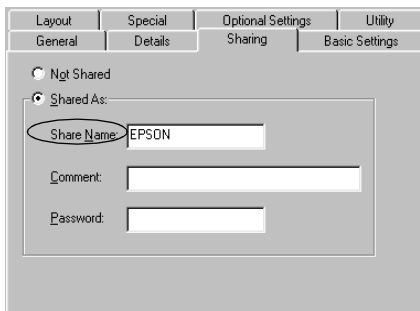 Layout Special Optional Settings Utility
General Details Sharing Basic Settings
Not Shared
Shared As:
Share Name: EPSON
Comment:
Password: